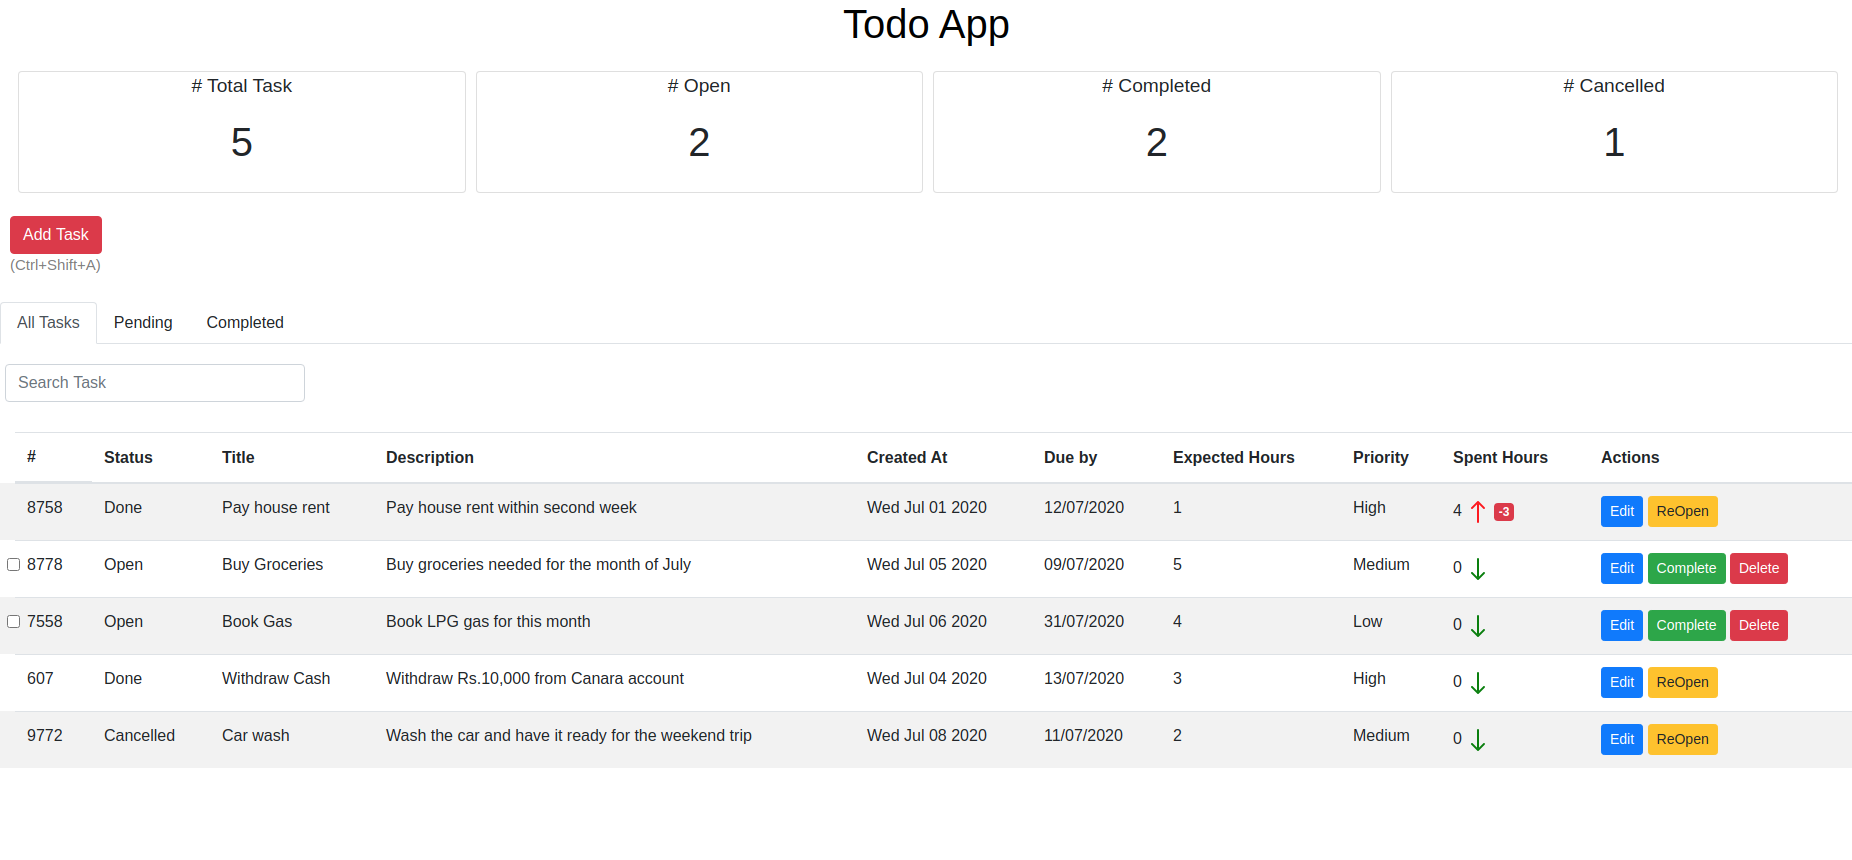 Todo App
# Total Task
5
# Open
2
# Completed
2
# Cancelled
1
Add Task
(Ctrl+Shift+A)
All Tasks Pending Completed
Search Task
# Status Title Description Created At Due by Expected Hours Priority Spent Hours Actions
8758 Done Pay house rent Pay house rent within second week Wed Jul 01 2020 12/07/2020 1 High 4 -3 Edit ReOpen
8778 Open Buy Groceries Buy groceries needed for the month of July Wed Jul 05 2020 09/07/2020 5 Medium 0 Edit Complete Delete
7558 Open Book Gas Book LPG gas for this month Wed Jul 06 2020 31/07/2020 4 Low 0 Edit Complete Delete
607 Done Withdraw Cash Withdraw Rs.10,000 from Canara account Wed Jul 04 2020 13/07/2020 3 High 0 Edit ReOpen
9772 Cancelled Car wash Wash the car and have it ready for the weekend trip Wed Jul 08 2020 11/07/2020 2 Medium 0 Edit ReOpen